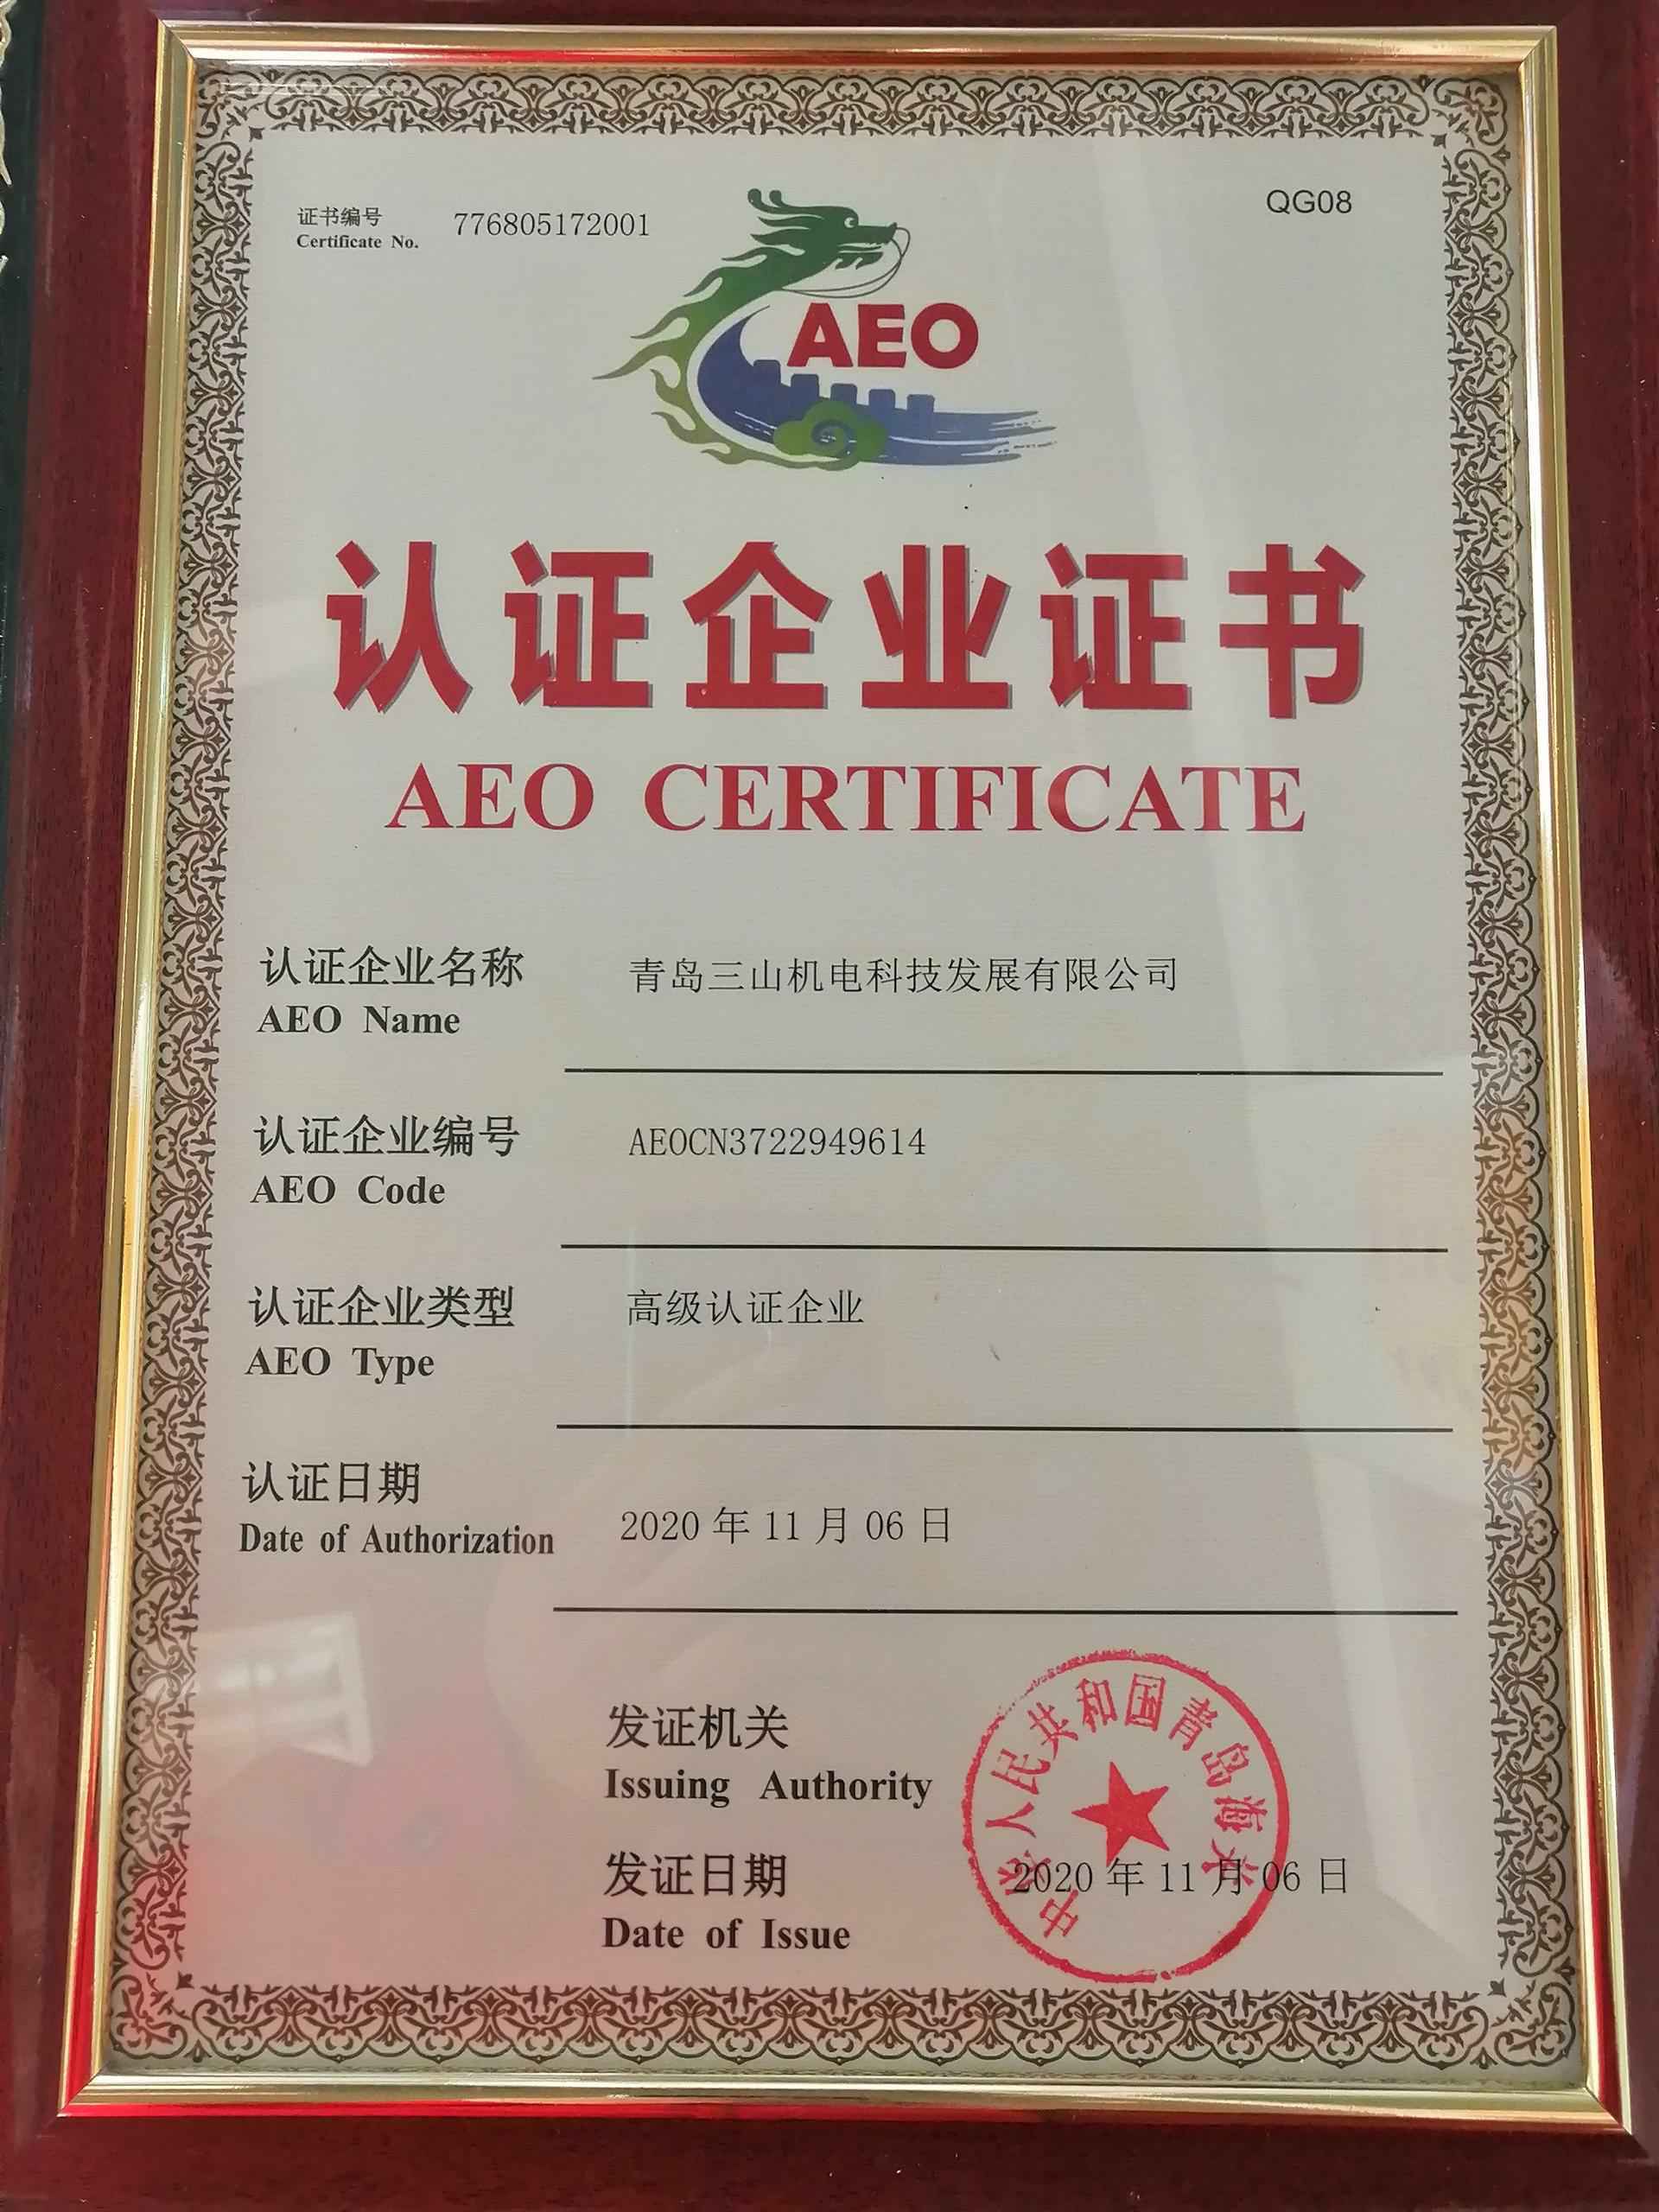 证书编号 776805172001
Certificate No.
QG08
AEO
认证企业证书
AEO CERTIFICATE
认证企业名称 青岛三山机电科技发展有限公司
AEO Name
认证企业编号 AEOCN3722949614
AEO Code
认证企业类型 高级认证企业
AEO Type
认证日期
Date of Authorization 2020 年 11 月 06 日
发证机关
Issuing Authority
中华人民共和国青岛海关
发证日期 2020 年 11 月 06 日
Date of Issue